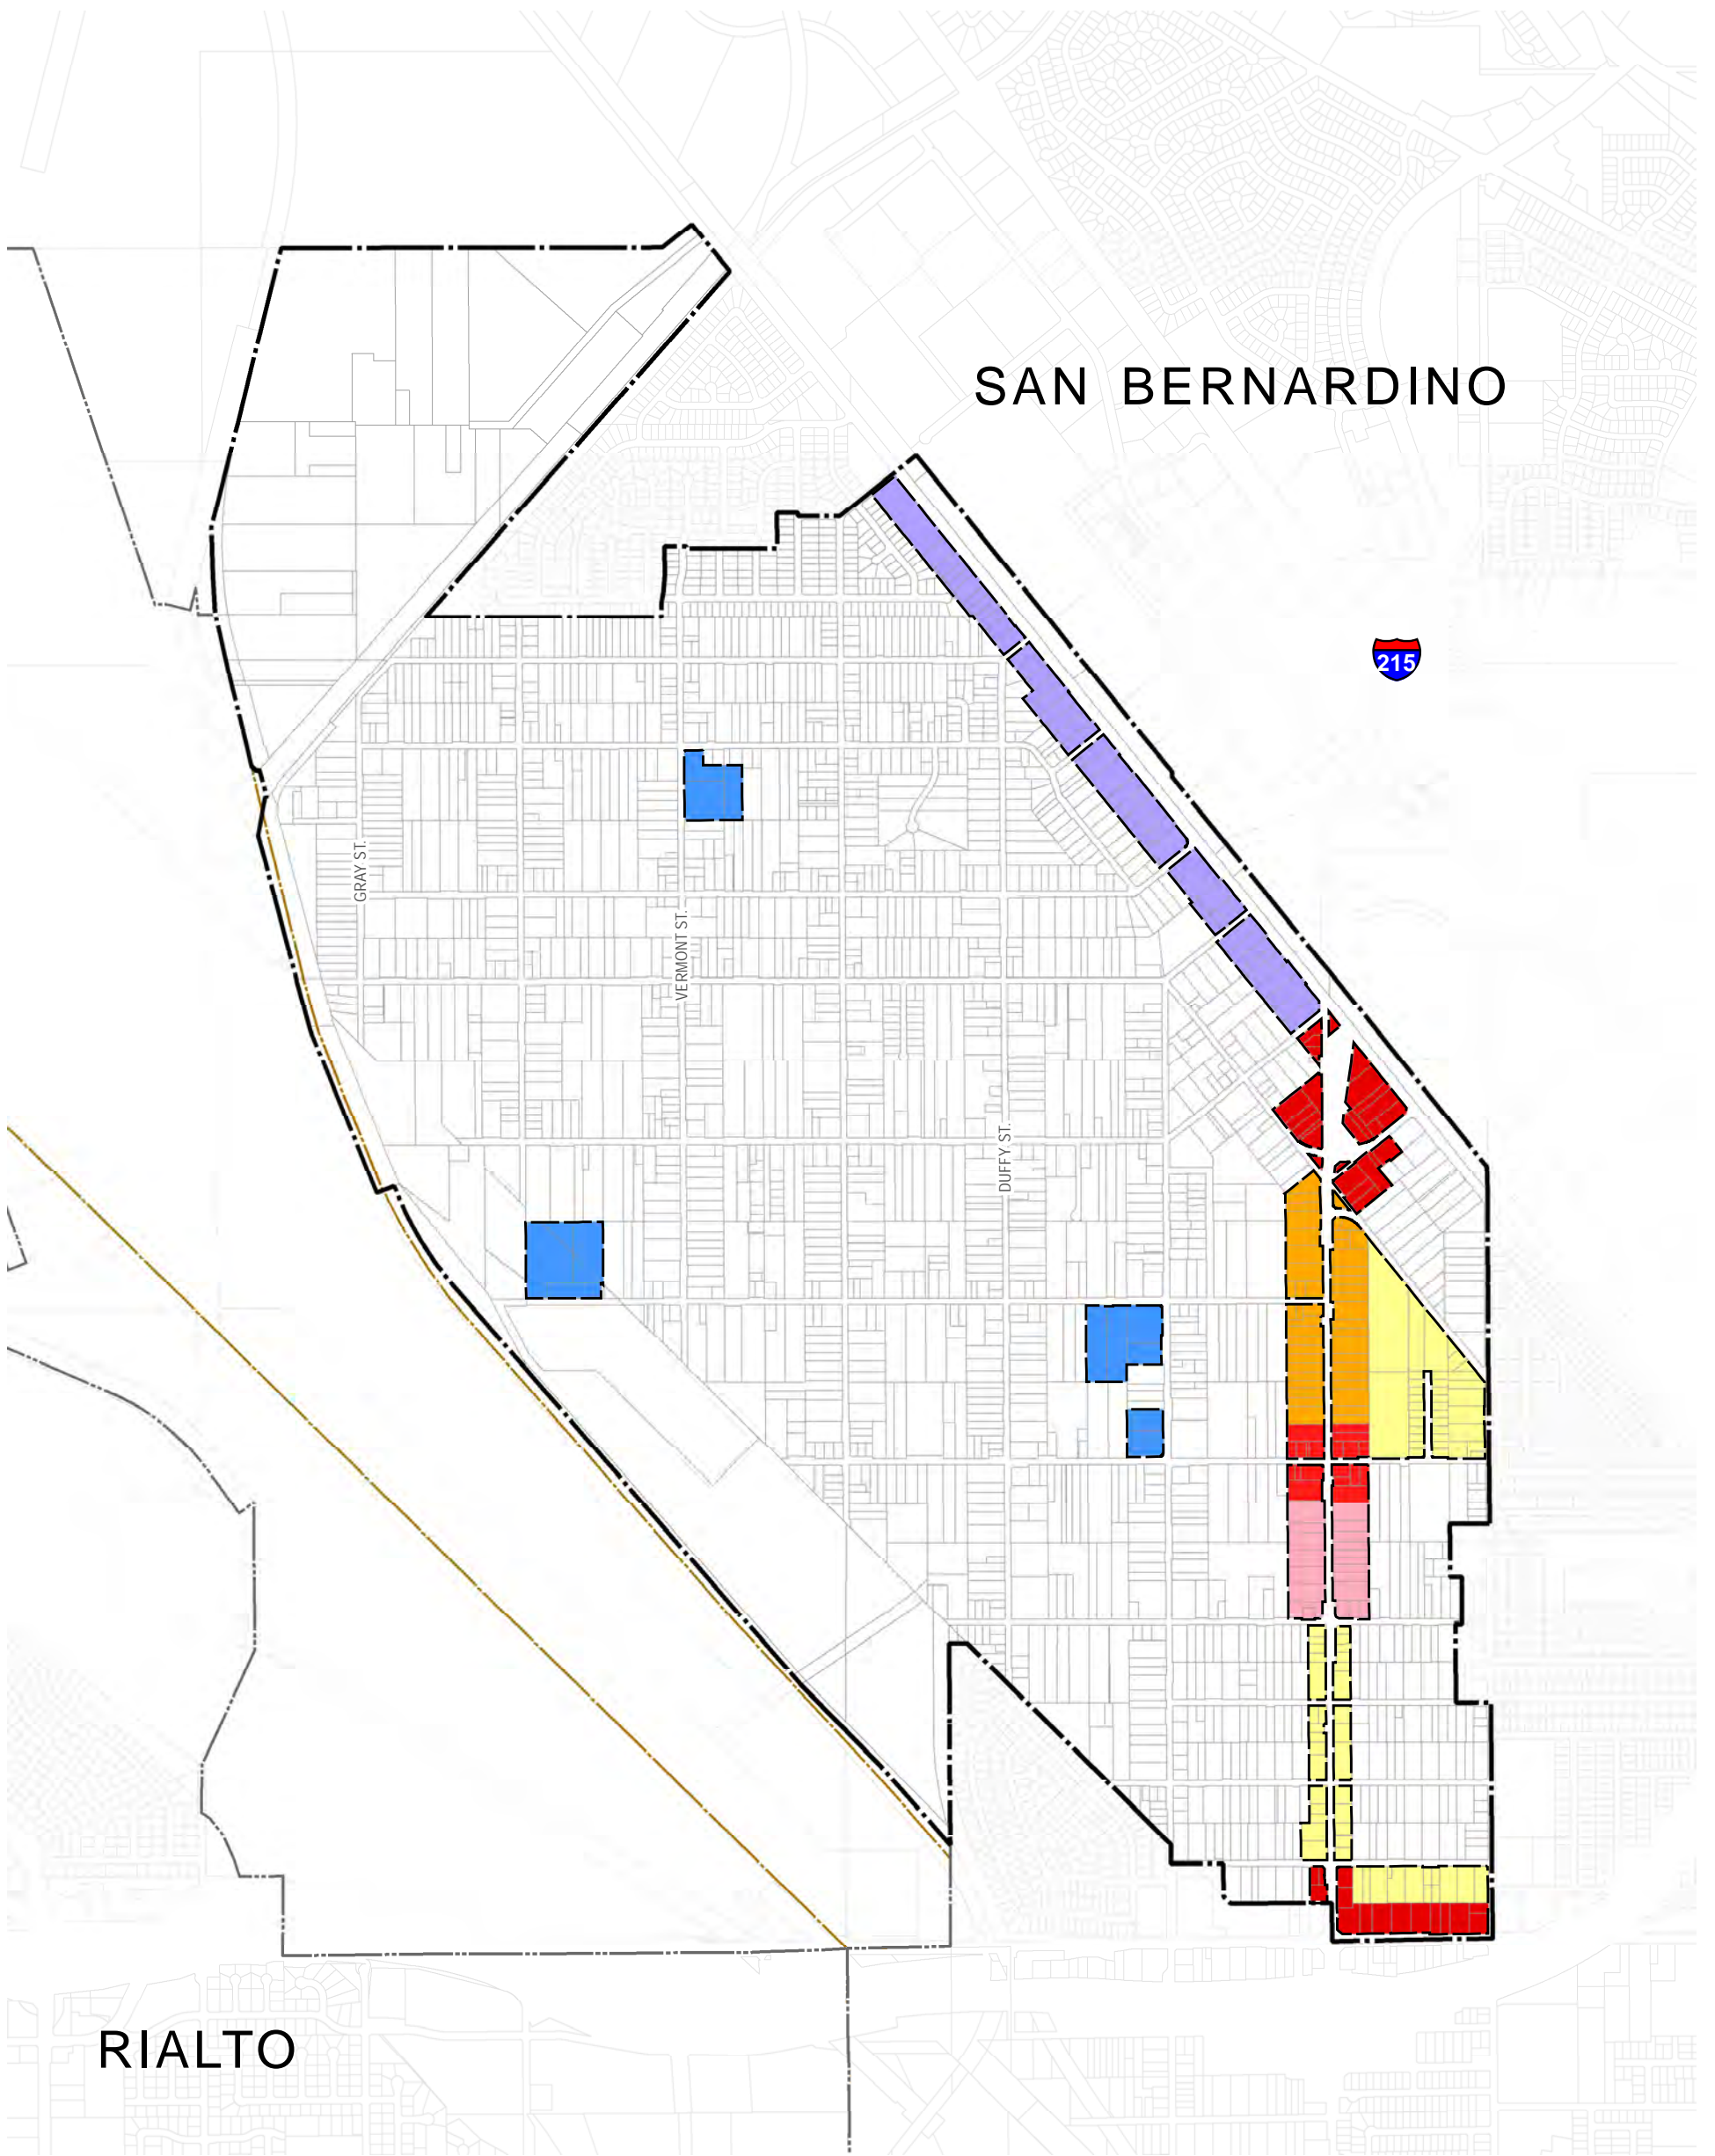 SAN BERNARDINO
215
GRAY ST.
VERMONT ST.
DUFFY ST.
RIALTO